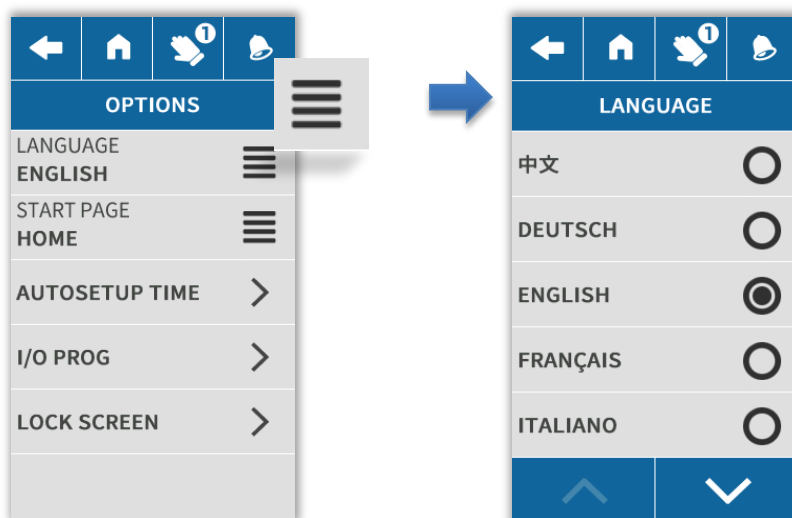 1
OPTIONS
LANGUAGE
ENGLISH
START PAGE
HOME
AUTOSETUP TIME
I/O PROG
LOCK SCREEN
1
LANGUAGE
中文
DEUTSCH
ENGLISH
FRANÇAIS
ITALIANO